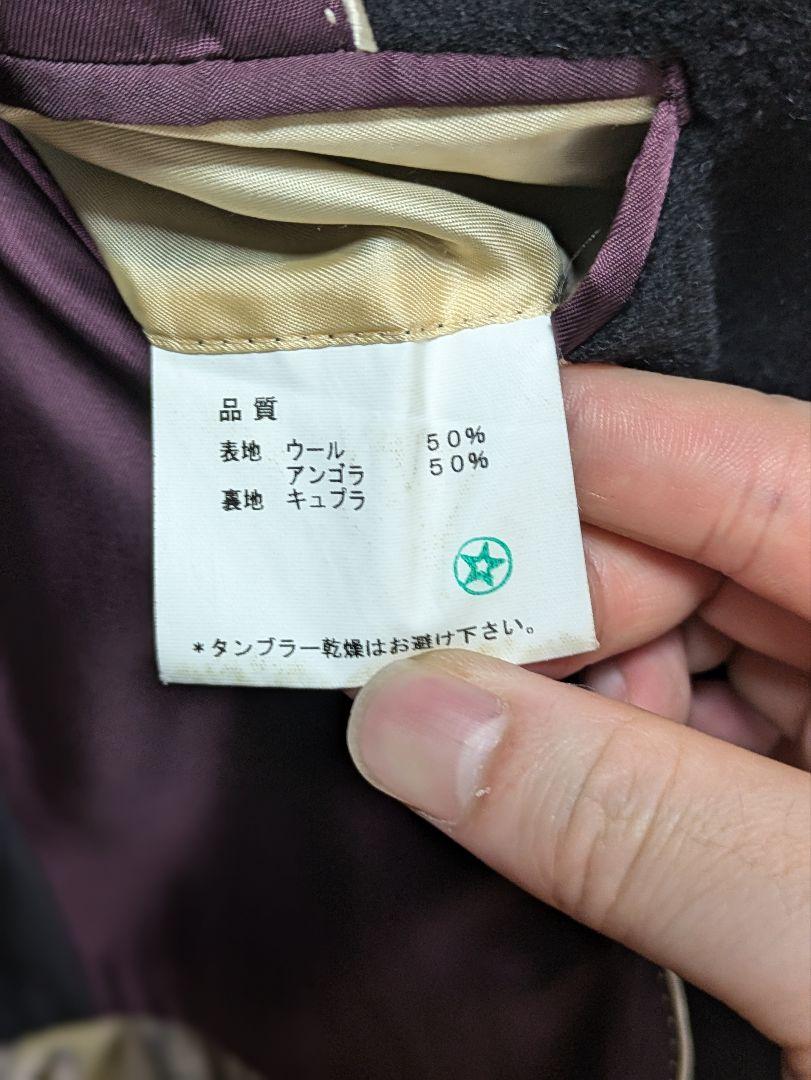 品質
表地 ウール 50%
アンゴラ 50%
裏地 キュプラ
*タンブラー乾燥はお避け下さい。